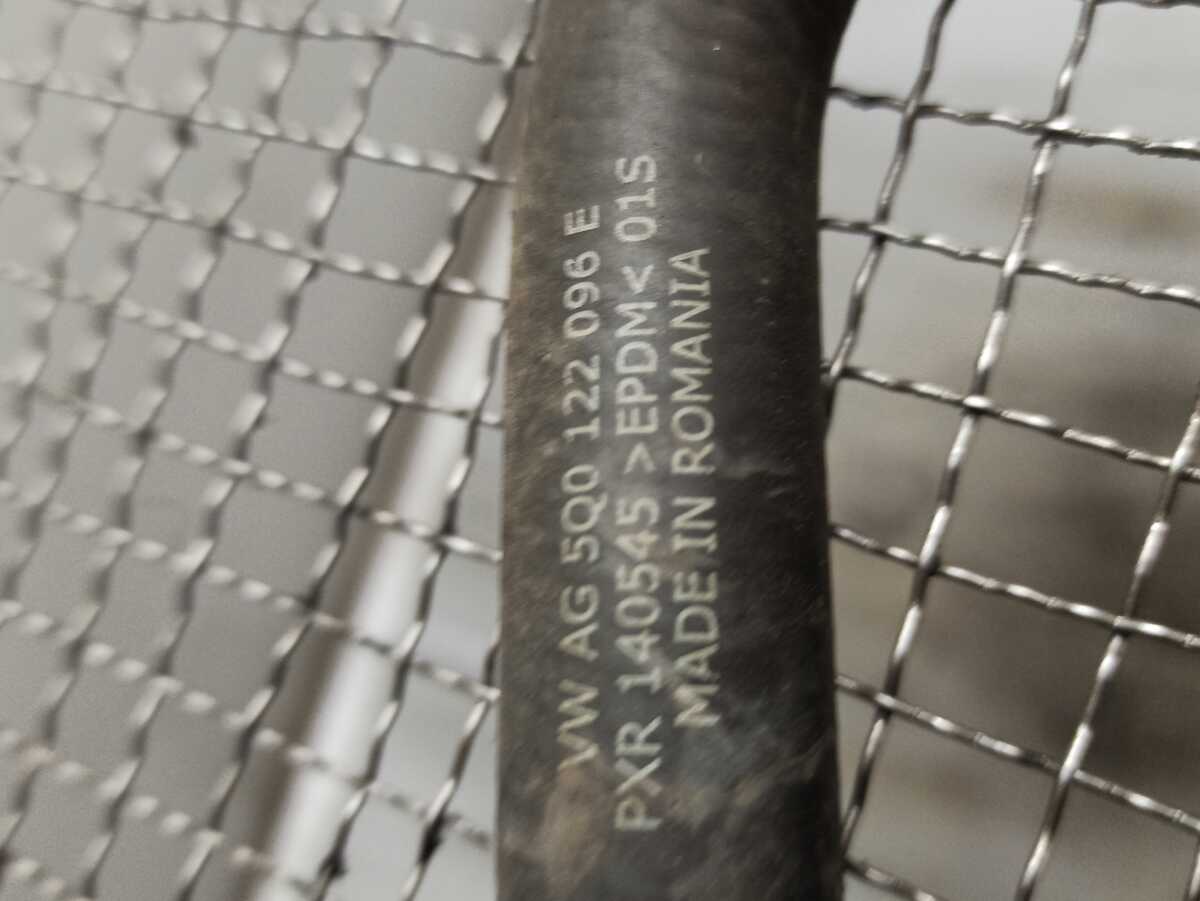 VW AG 5Q0 122 096 E
PXR 140545 >EPDM< 01S
MADE IN ROMANIA